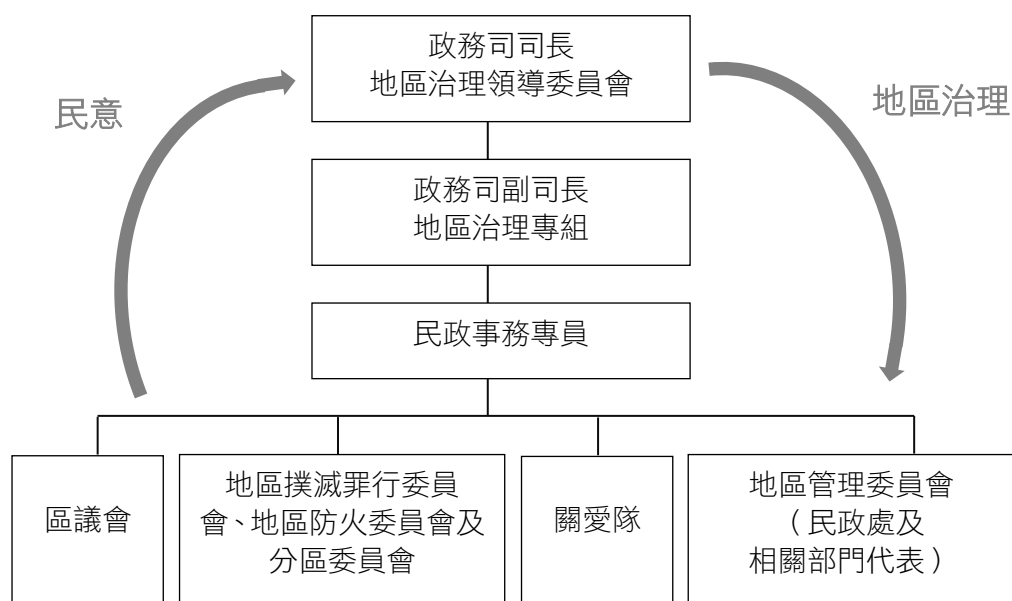 政務司司長
地區治理領導委員會
民意
地區治理
政務司副司長
地區治理專組
民政事務專員
區議會
地區撲滅罪行委員
會、地區防火委員會及
分區委員會
關愛隊
地區管理委員會
（民政處及
相關部門代表）